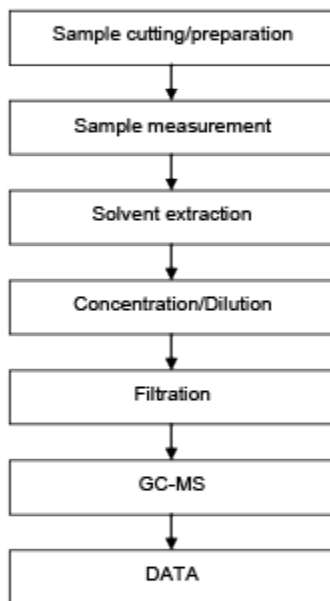 Sample cutting/preparation
Sample measurement
Solvent extraction
Concentration/Dilution
Filtration
GC-MS
DATA